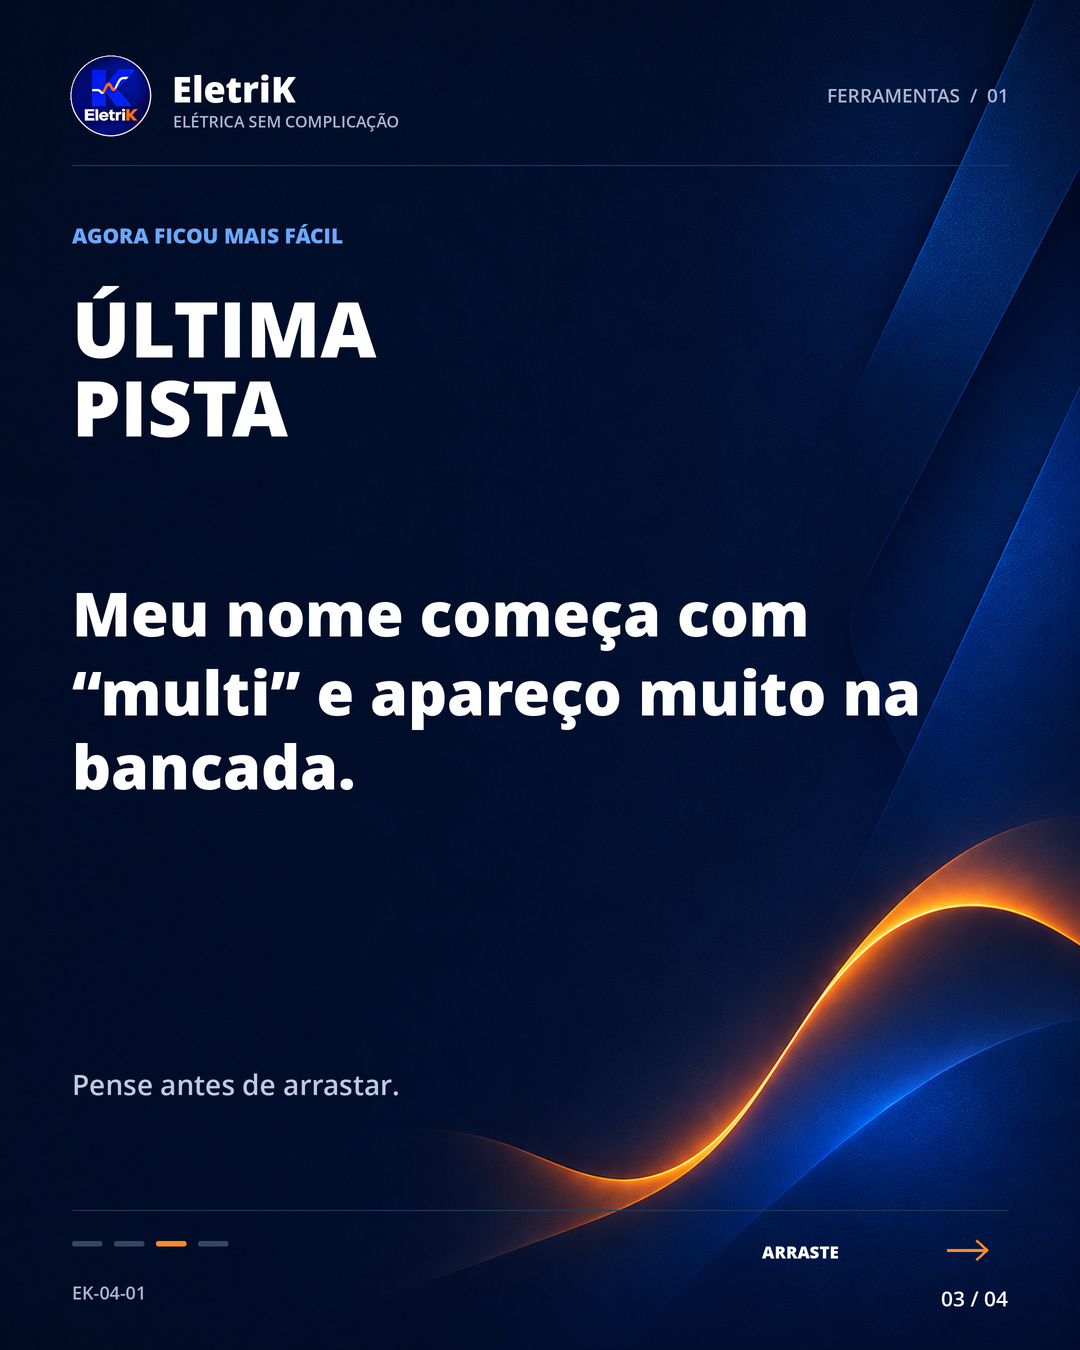 EletriK
EletriK
ELÉTRICA SEM COMPLICAÇÃO
FERRAMENTAS / 01
AGORA FICOU MAIS FÁCIL
ÚLTIMA
PISTA
Meu nome começa com
“multi” e apareço muito na
bancada.
Pense antes de arrastar.
ARRASTE
EK-04-01
03 / 04